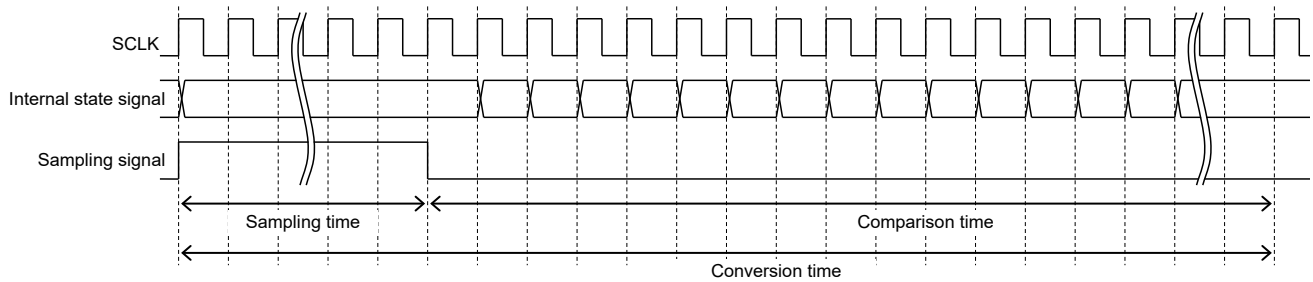 SCLK
Internal state signal
Sampling signal
Sampling time
Comparison time
Conversion time